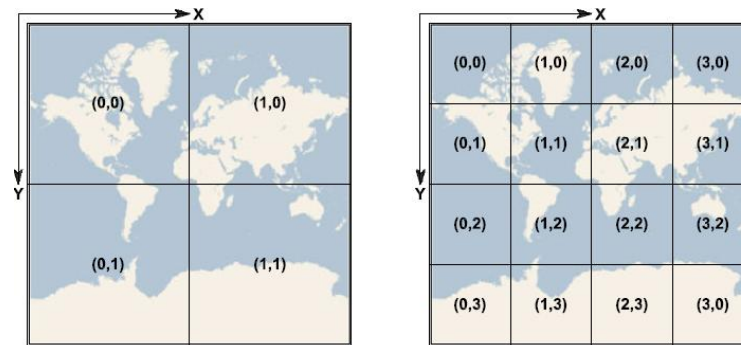 X X
(0,0) (1,0) (2,0) (3,0)
(0,0) (1,0)
(0,1) (1,1) (2,1) (3,1)
Y Y
(0,2) (1,2) (2,2) (3,2)
(0,1) (1,1)
(0,3) (1,3) (2,3) (3,0)